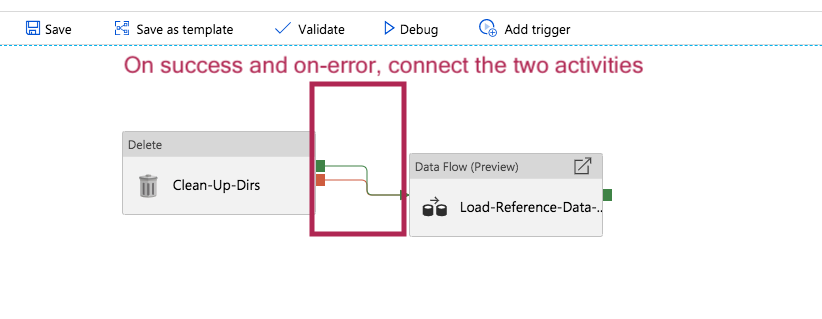 Save
Save as template
Validate
Debug
Add trigger
On success and on-error, connect the two activities
Delete
Clean-Up-Dirs
Data Flow (Preview)
Load-Reference-Data-..